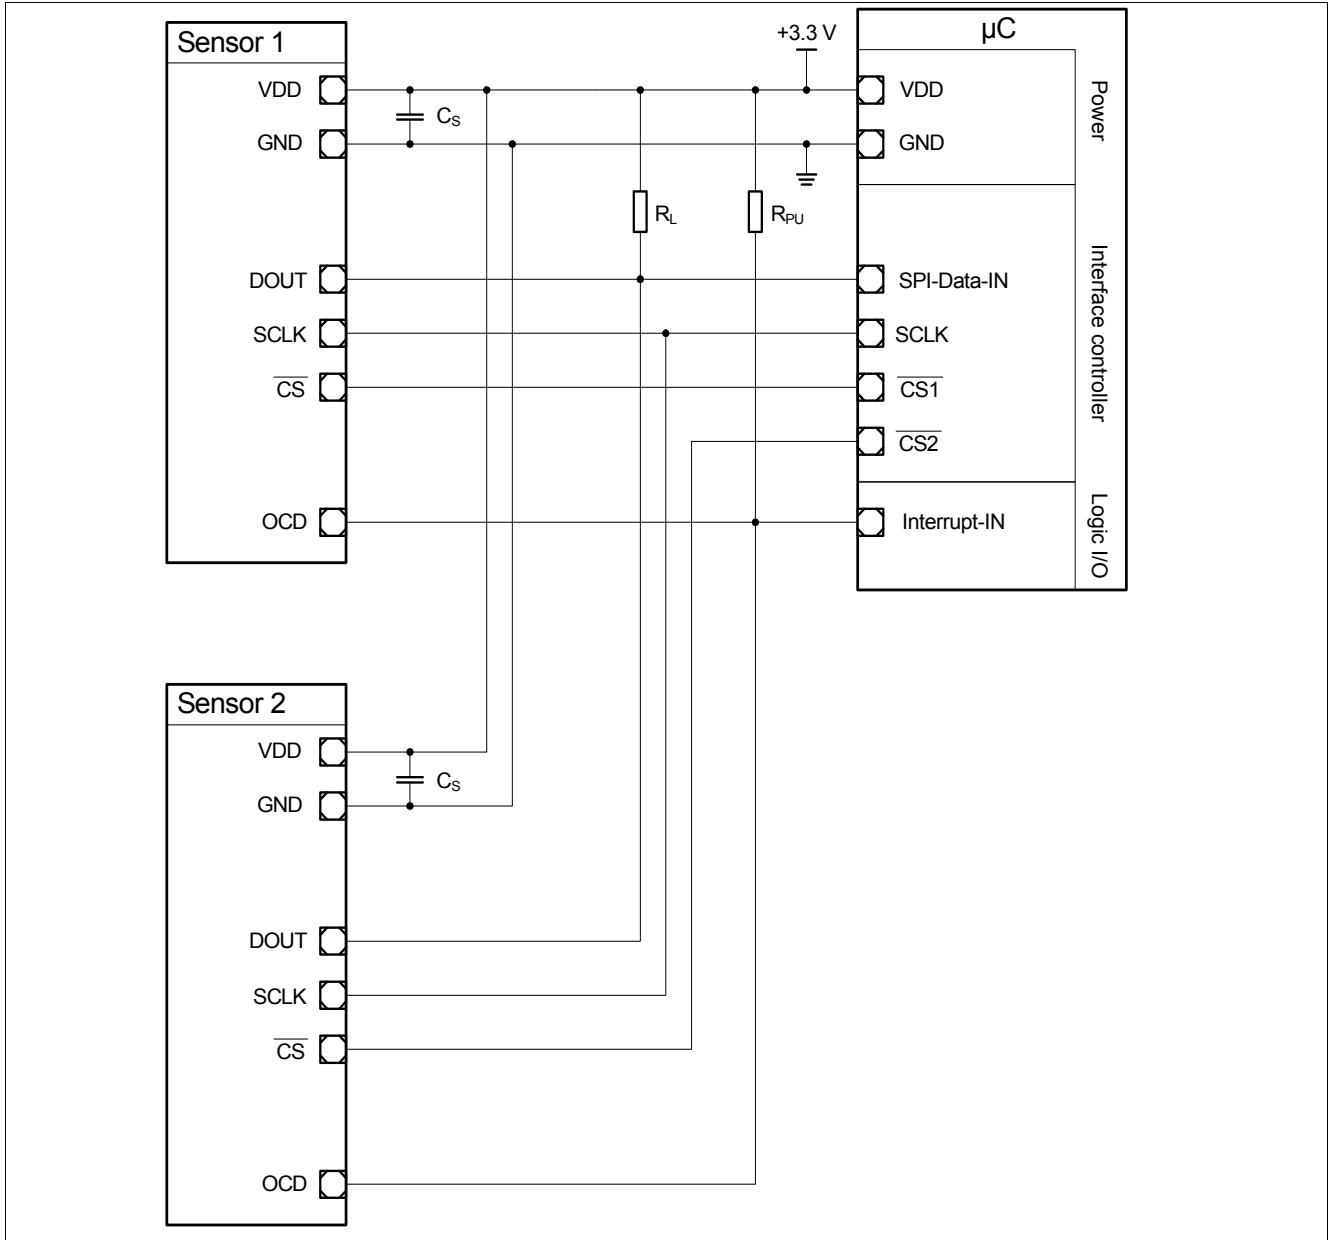 Sensor 1
VDD
GND
DOUT
SCLK
CS
OCD
CS
+3.3 V
RL
RPU
µC
VDD
GND
SPI-Data-IN
SCLK
CS1
CS2
Interrupt-IN
Power
Interface controller
Logic I/O
Sensor 2
VDD
GND
DOUT
SCLK
CS
OCD
CS